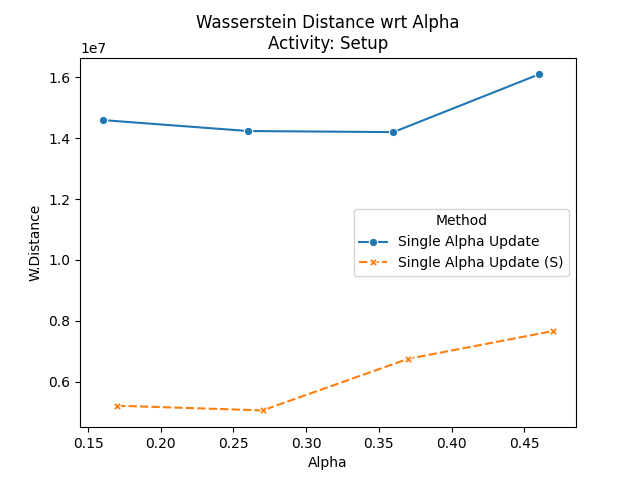 Wasserstein Distance wrt Alpha
Activity: Setup
1e7
1.6
1.4
1.2
1.0
0.8
0.6
W.Distance
Method
Single Alpha Update
Single Alpha Update (S)
0.15
0.20
0.25
0.30
0.35
0.40
0.45
Alpha